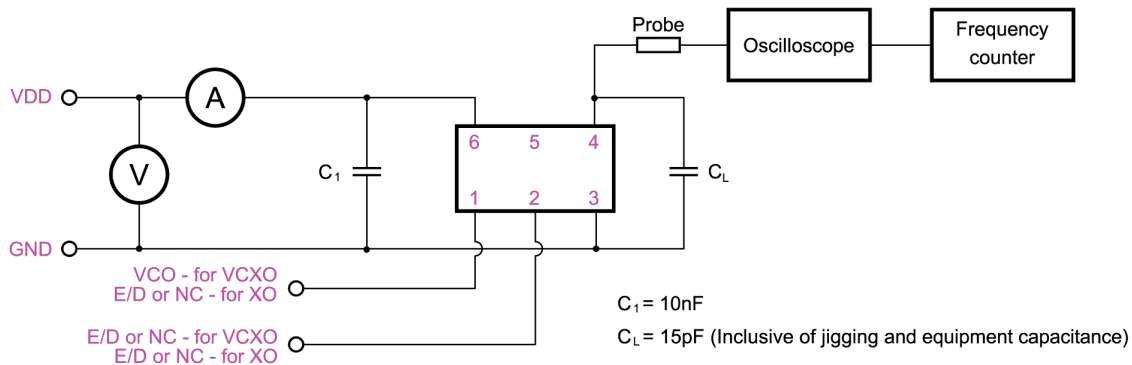 Probe
Oscilloscope
Frequency
counter
VDD
A
V
C1
6 5 4
1 2 3
CL
GND
VCO - for VCXO
E/D or NC - for XO
E/D or NC - for VCXO
E/D or NC - for XO
C1 = 10nF
CL = 15pF (Inclusive of jigging and equipment capacitance)